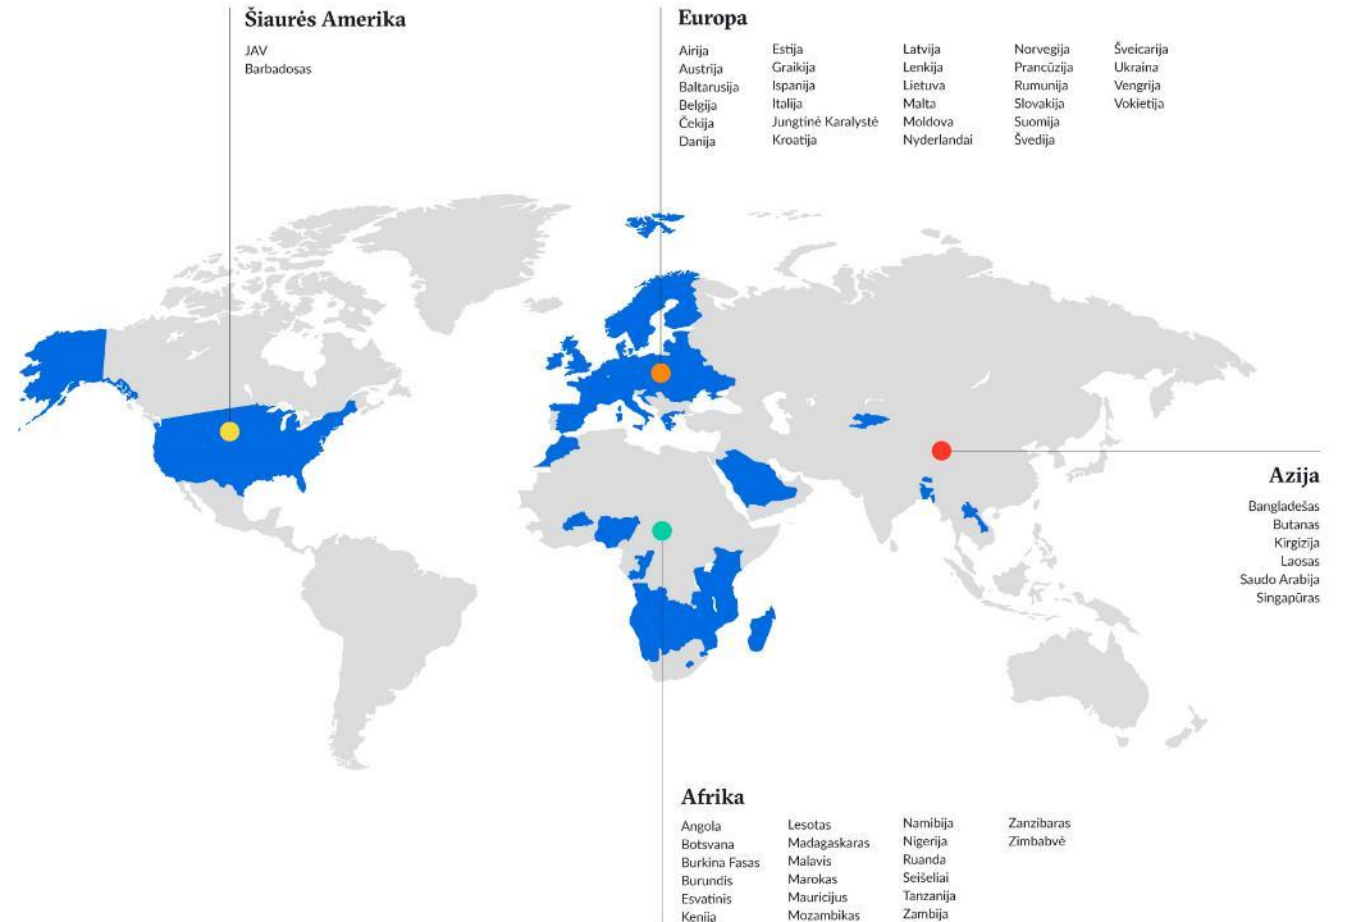 Šiaurės Amerika
JAV
Barbadosas
Europa
Airija
Austrija
Baltarusija
Belgija
Čekija
Danija
Estija
Graikija
Ispanija
Italija
Jungtinė Karalystė
Kroatija
Latvija
Lenkija
Lietuva
Malta
Moldova
Nyderlandai
Norvegija
Prancūzija
Rumunija
Slovakija
Suomija
Švedija
Šveicarija
Ukraina
Vengrija
Vokietija
Azija
Bangladešas
Butanas
Kirgizija
Laosas
Saudo Arabija
Singapūras
Afrika
Angola
Botsvana
Burkina Fasas
Burundis
Esvatinis
Kenija
Lesotas
Madagaskaras
Malavis
Marokas
Mauricijus
Mozambikas
Namibija
Nigerija
Ruanda
Seišeliai
Tanzanija
Zambija
Zanzibaras
Zimbabvė